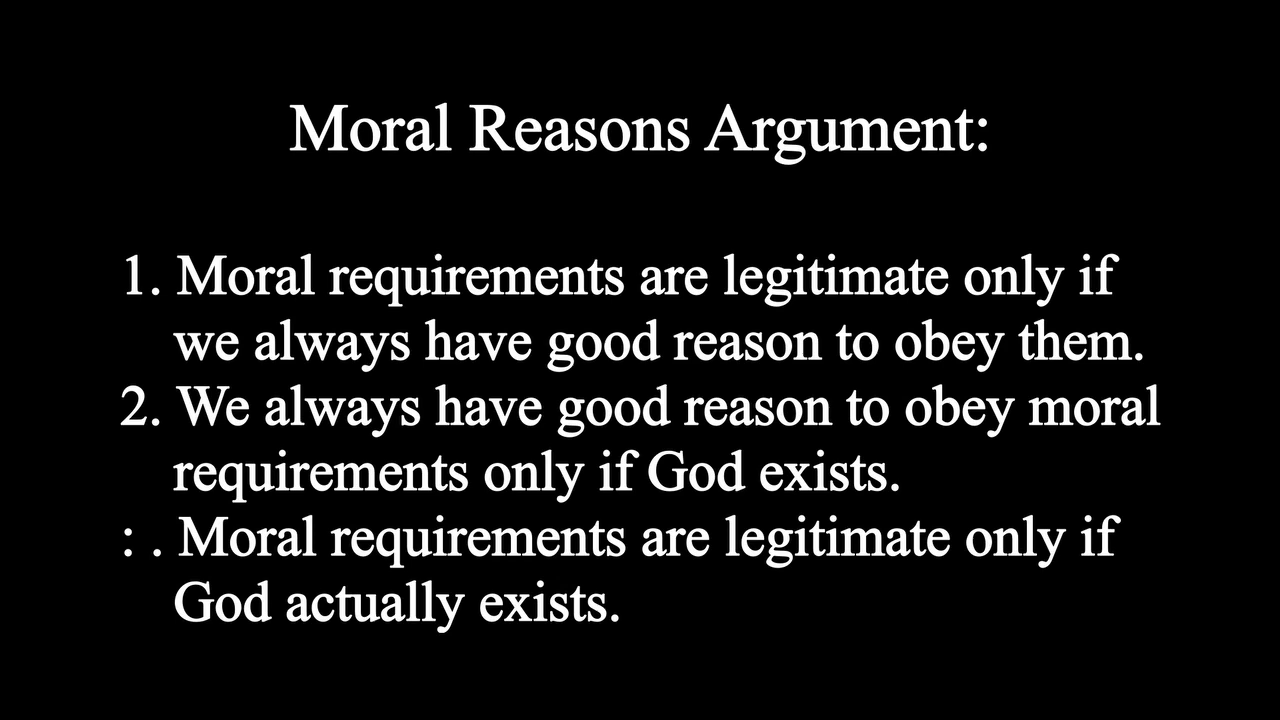 Moral Reasons Argument:
1. Moral requirements are legitimate only if
we always have good reason to obey them.
2. We always have good reason to obey moral
requirements only if God exists.
: . Moral requirements are legitimate only if
God actually exists.